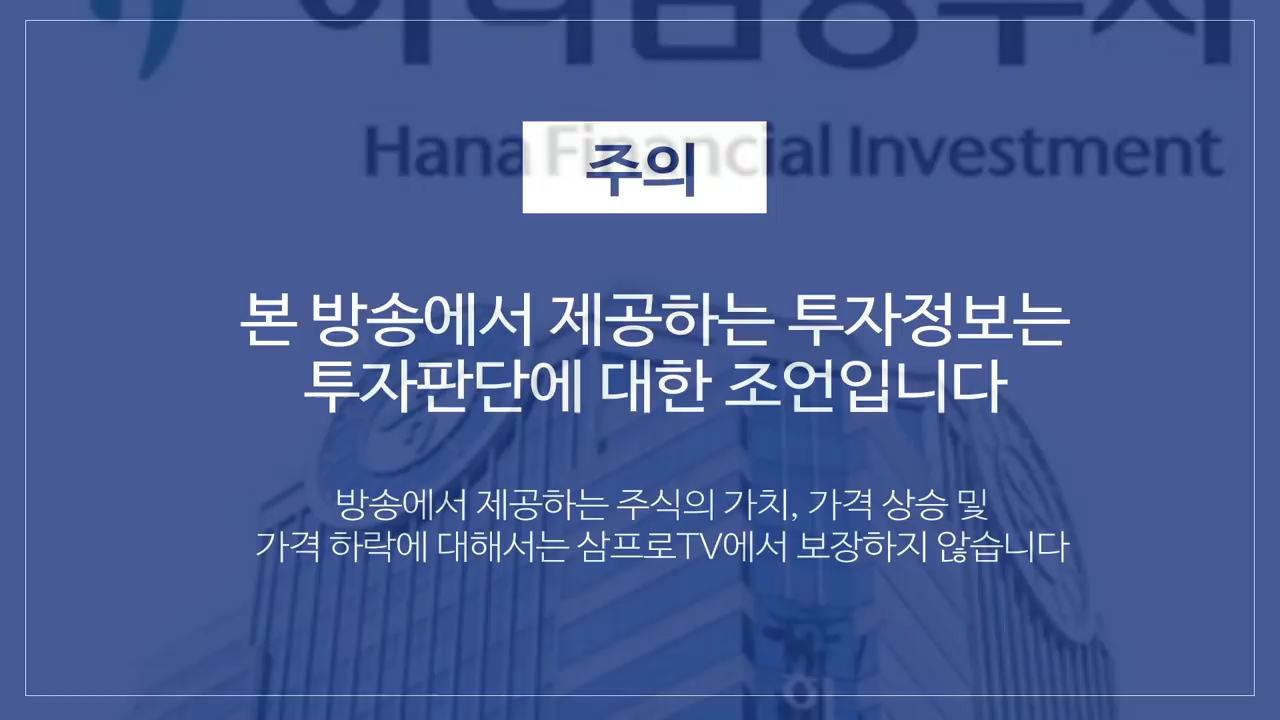 Hana Financial Investment
주의
본 방송에서 제공하는 투자정보는
투자판단에 대한 조언입니다
방송에서 제공하는 주식의 가치, 가격 상승 및
가격 하락에 대해서는 삼프로TV에서 보장하지 않습니다